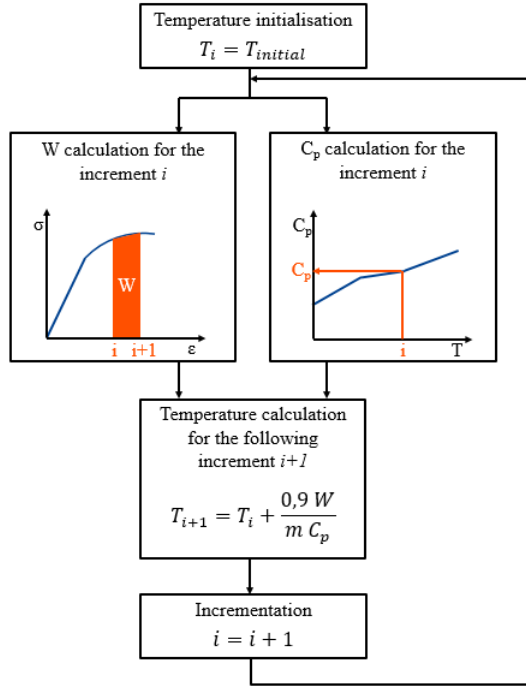 Temperature initialisation
T_i = T_initial
W calculation for the
increment i
σ
W
i i+1 ε
C_p calculation for the
increment i
C_p
C_p
i T
Temperature calculation
for the following
increment i+1
T_{i+1} = T_i + \frac{0,9 W}{m C_p}
Incrementation
i = i + 1